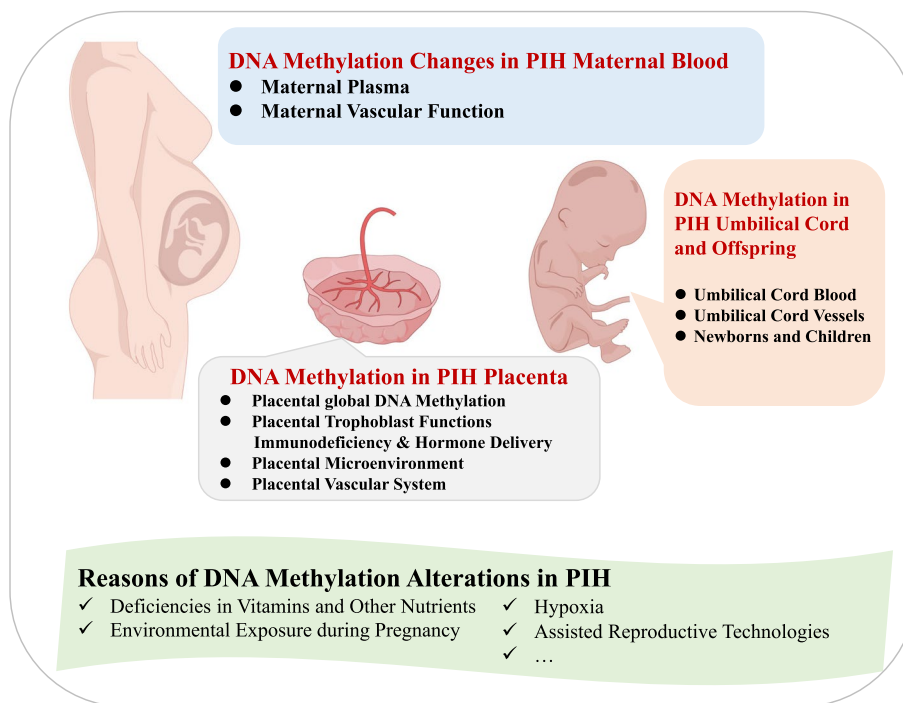 DNA Methylation Changes in PIH Maternal Blood
● Maternal Plasma
● Maternal Vascular Function
DNA Methylation in
PIH Umbilical Cord
and Offspring
● Umbilical Cord Blood
● Umbilical Cord Vessels
● Newborns and Children
DNA Methylation in PIH Placenta
● Placental global DNA Methylation
● Placental Trophoblast Functions
Immunodeficiency & Hormone Delivery
● Placental Microenvironment
● Placental Vascular System
Reasons of DNA Methylation Alterations in PIH
✓ Deficiencies in Vitamins and Other Nutrients
✓ Environmental Exposure during Pregnancy
✓ Hypoxia
✓ Assisted Reproductive Technologies
✓ …